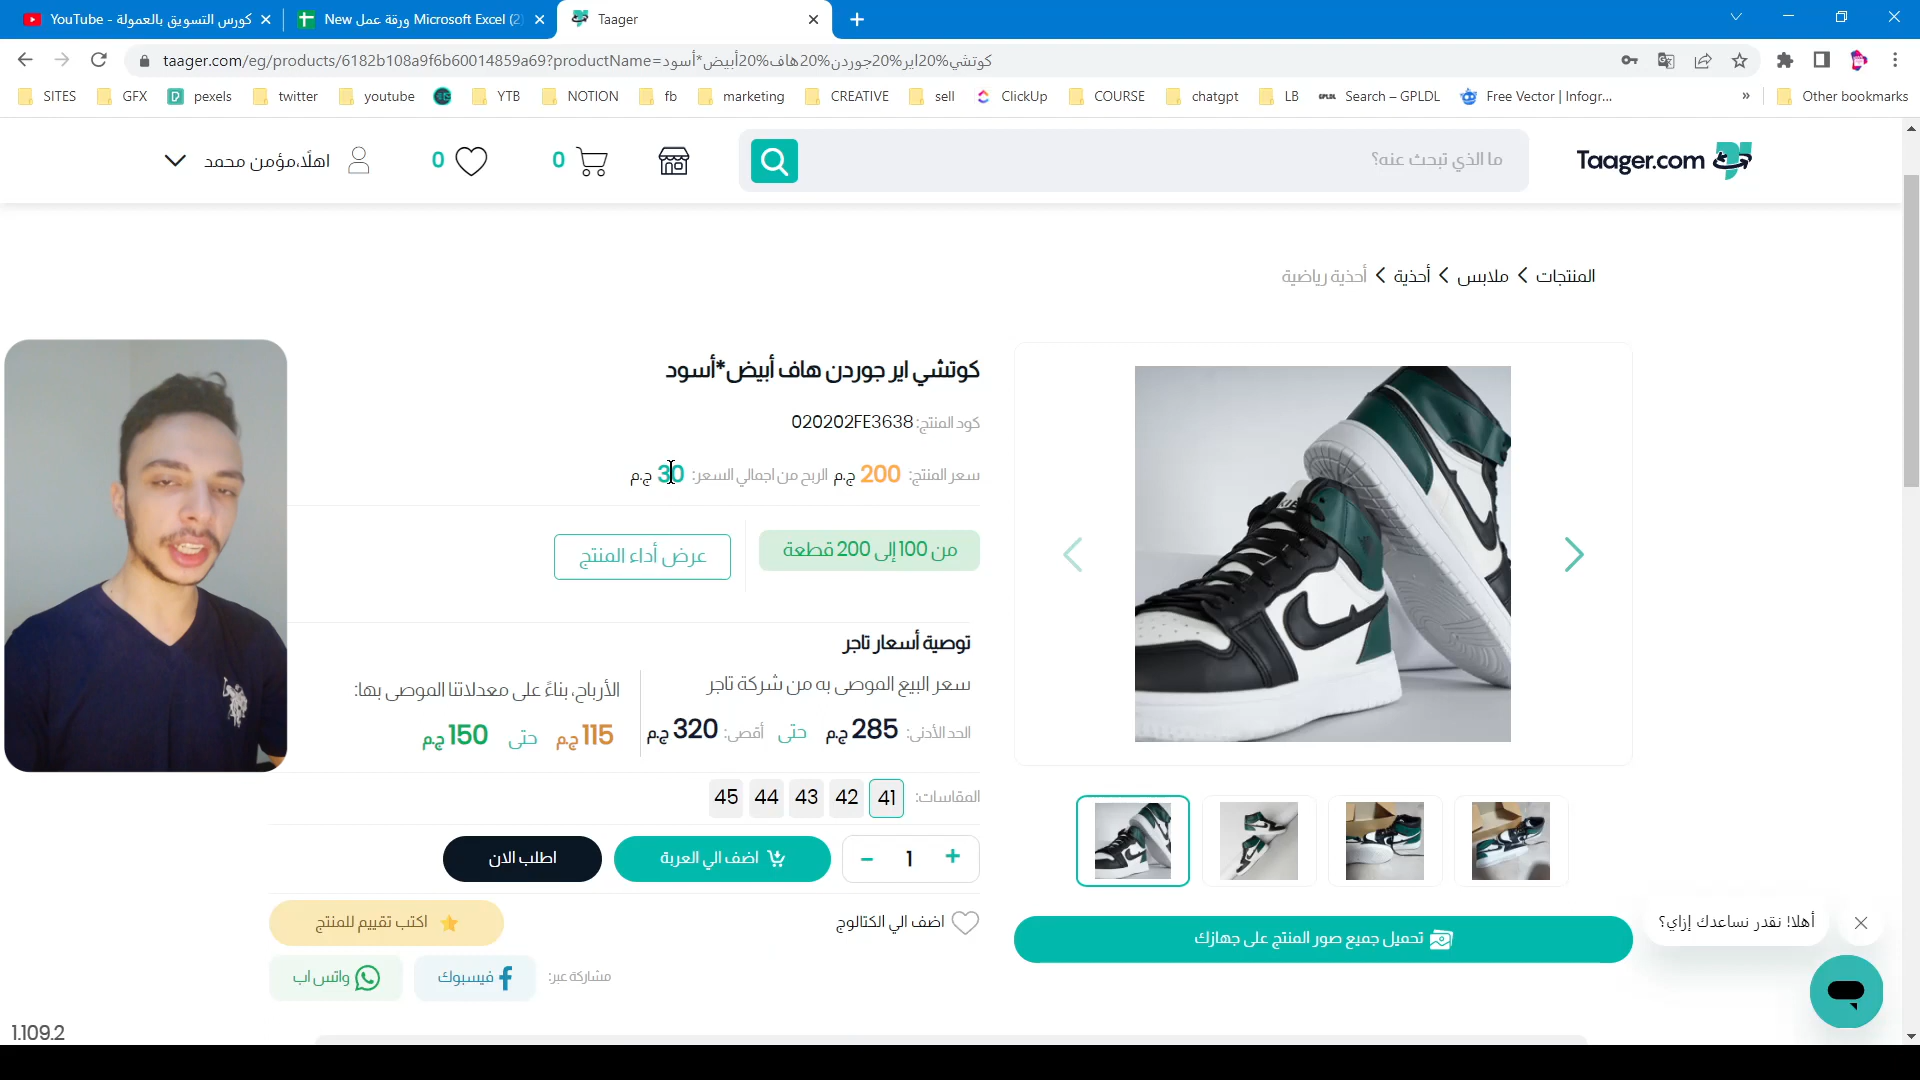 كورس التسويق بالعمولة - YouTube
New ورقة عمل Microsoft Excel (2)
Taager
taager.com/eg/products/6182b108a9f6b60014859a69?productName=كوتشي%20اير%20جوردن%20هاف%20أبيض*أسود
SITES
GFX
pexels
twitter
youtube
YTB
NOTION
fb
marketing
CREATIVE
sell
ClickUp
COURSE
chatgpt
LB
Search – GPLDL
Free Vector | Infogr...
»
Other bookmarks
Taager.com
ما الذي تبحث عنه؟
0
0
اهلًا،مؤمن محمد
المنتجات > ملابس > أحذية > أحذية رياضية
كوتشي اير جوردن هاف أبيض*أسود
كود المنتج: 020202FE3638
سعر المنتج: 200 ج.م الربح من اجمالي السعر: 30 ج.م
من 100 إلى 200 قطعة
عرض أداء المنتج
توصية أسعار تاجر
سعر البيع الموصى به من شركة تاجر
الأرباح، بناءً على معدلاتنا الموصى بها:
الحد الأدنى: 285 ج.م حتى أقصى: 320 ج.م
115 ج.م حتى 150 ج.م
المقاسات: 41 42 43 44 45
+ 1 -
اضف الي العربة
اطلب الان
اضف الي الكتالوج
اكتب تقييم للمنتج
مشاركة عبر:
فيسبوك
واتس اب
تحميل جميع صور المنتج على جهازك
أهلا! نقدر نساعدك إزاي؟
1.109.2